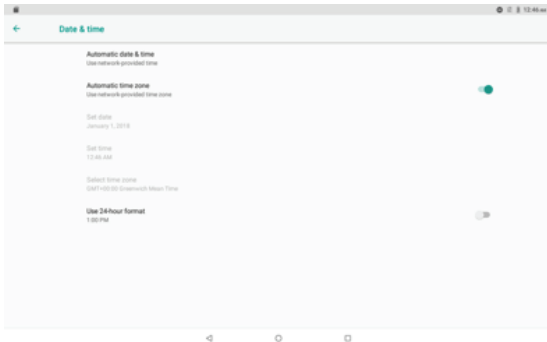 12:46 AM
Date & time
Automatic date & time
Use network-provided time
Automatic time zone
Use network-provided time zone
Set date
January 1, 2018
Set time
12:46 AM
Select time zone
GMT+00:00 Greenwich Mean Time
Use 24-hour format
1:00 PM